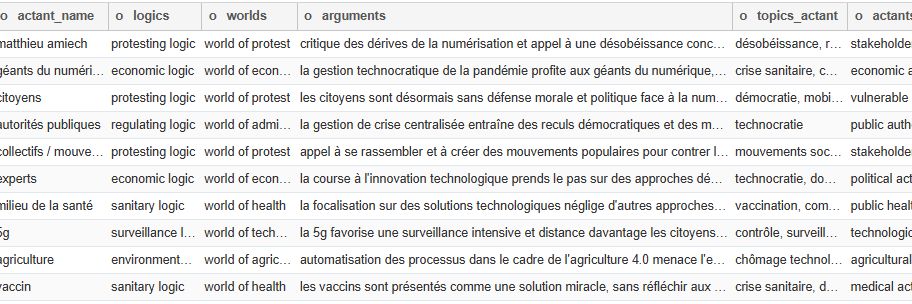 o actant_name o logics o worlds o arguments o topics_actant o actants
matthieu amiech protesting logic world of protest critique des dérives de la numérisation et appel à une désobéissance conc... désobéissance, r... stakeholde
géants du numéri... economic logic world of econ... la gestion technocratique de la pandémie profite aux géants du numérique,... crise sanitaire, c... economic a
citoyens protesting logic world of protest les citoyens sont désormais sans défense morale et politique face à la num... démocratie, mobi... vulnerable
autorités publiques regulating logic world of admi... la gestion de crise centralisée entraîne des reculs démocratiques et des m... technocratie public auth
collectifs / mouve... protesting logic world of protest appel à se rassembler et à créer des mouvements populaires pour contrer l... mouvements soc... stakeholde
experts economic logic world of econ... la course à l'innovation technologique prends le pas sur des approches dé... technocratie, do... political act
milieu de la santé sanitary logic world of health la focalisation sur des solutions technologiques néglige d'autres approches... vaccination, com... public healt
5g surveillance l... world of tech... la 5g favorise une surveillance intensive et distance davantage les citoyens... contrôle, surveill... technologic
agriculture environment... world of agric... automatisation des processus dans le cadre de l'agriculture 4.0 menace l'e... chômage technol... agricultural
vaccin sanitary logic world of health les vaccins sont présentés comme une solution miracle, sans réfléchir aux ... crise sanitaire, d... medical act